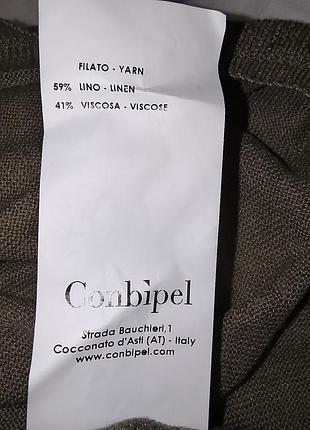 FILATO - YARN
59% LINO - LINEN
41% VISCOSA - VISCOSE
Conbipel
Strada Bauchieri,1
Cocconato d'Asti (AT) - Italy
www.conbipel.com